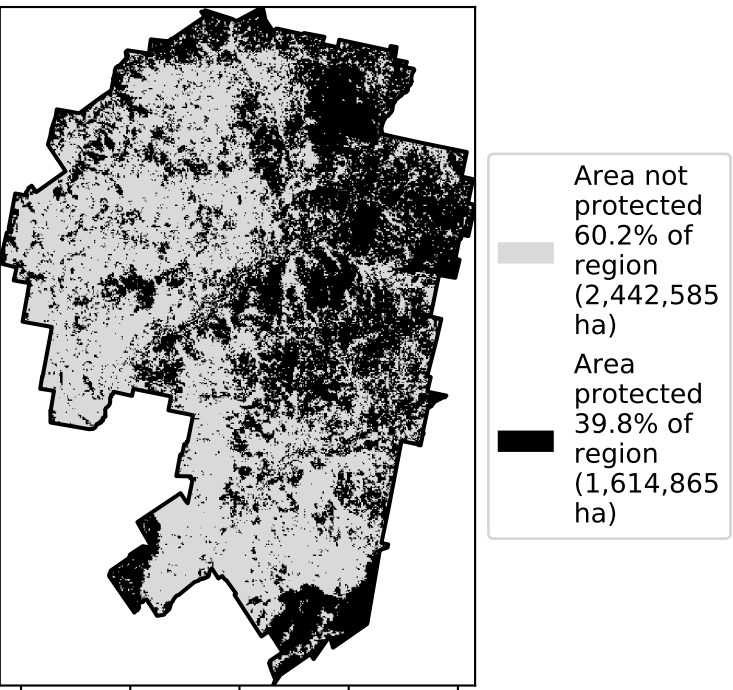 Area not
protected
60.2% of
region
(2,442,585
ha)
Area
protected
39.8% of
region
(1,614,865
ha)